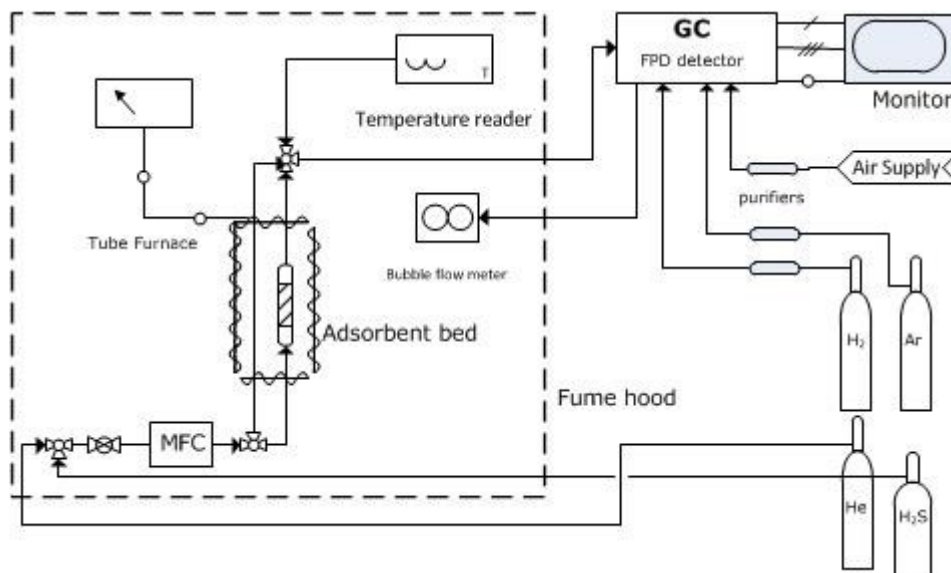 GC
FPD detector
Monitor
T
Temperature reader
Air Supply
purifiers
Tube Furnace
Bubble flow meter
Adsorbent bed
H₂
Ar
Fume hood
MFC
He
H₂S